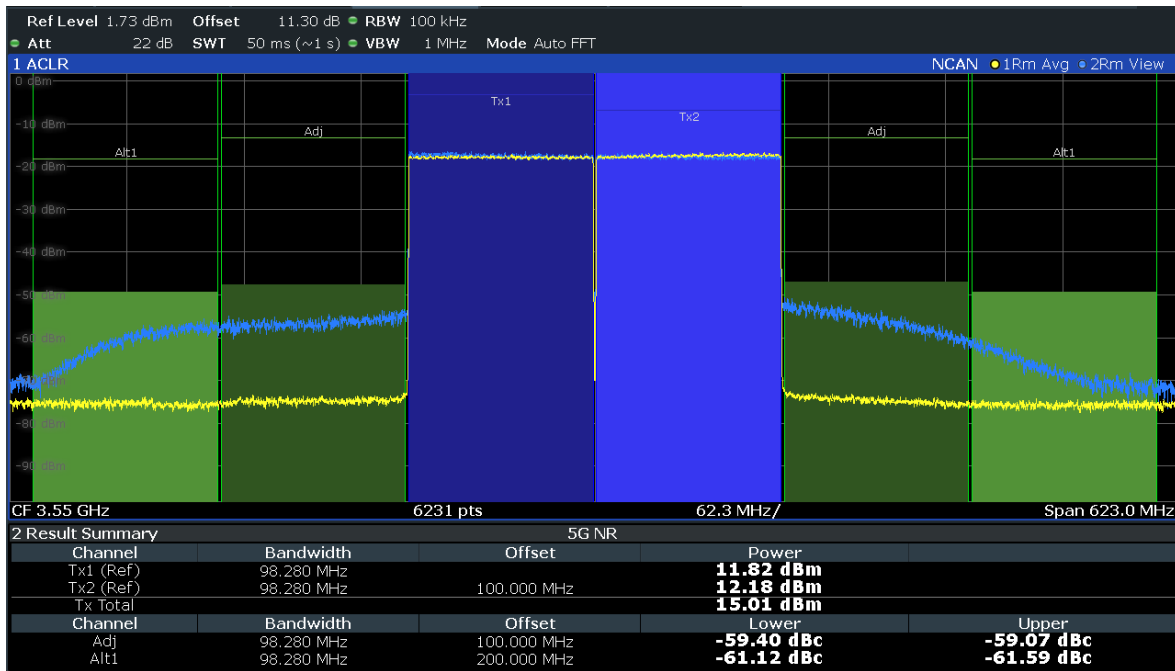 Ref Level 1.73 dBm Offset 11.30 dB RBW 100 kHz
Att 22 dB SWT 50 ms (~1 s) VBW 1 MHz Mode Auto FFT
1 ACLR NCAN 1Rm Avg 2Rm View
0 dBm
Tx1
Tx2
-10 dBm
Adj Adj
Alt1 Alt1
-20 dBm
-30 dBm
-40 dBm
-50 dBm
-60 dBm
-80 dBm
-90 dBm
CF 3.55 GHz 6231 pts 62.3 MHz/ Span 623.0 MHz
2 Result Summary 5G NR
Channel Bandwidth Offset Power
Tx1 (Ref) 98.280 MHz 11.82 dBm
Tx2 (Ref) 98.280 MHz 100.000 MHz 12.18 dBm
Tx Total 15.01 dBm
Channel Bandwidth Offset Lower Upper
Adj 98.280 MHz 100.000 MHz -59.40 dBc -59.07 dBc
Alt1 98.280 MHz 200.000 MHz -61.12 dBc -61.59 dBc